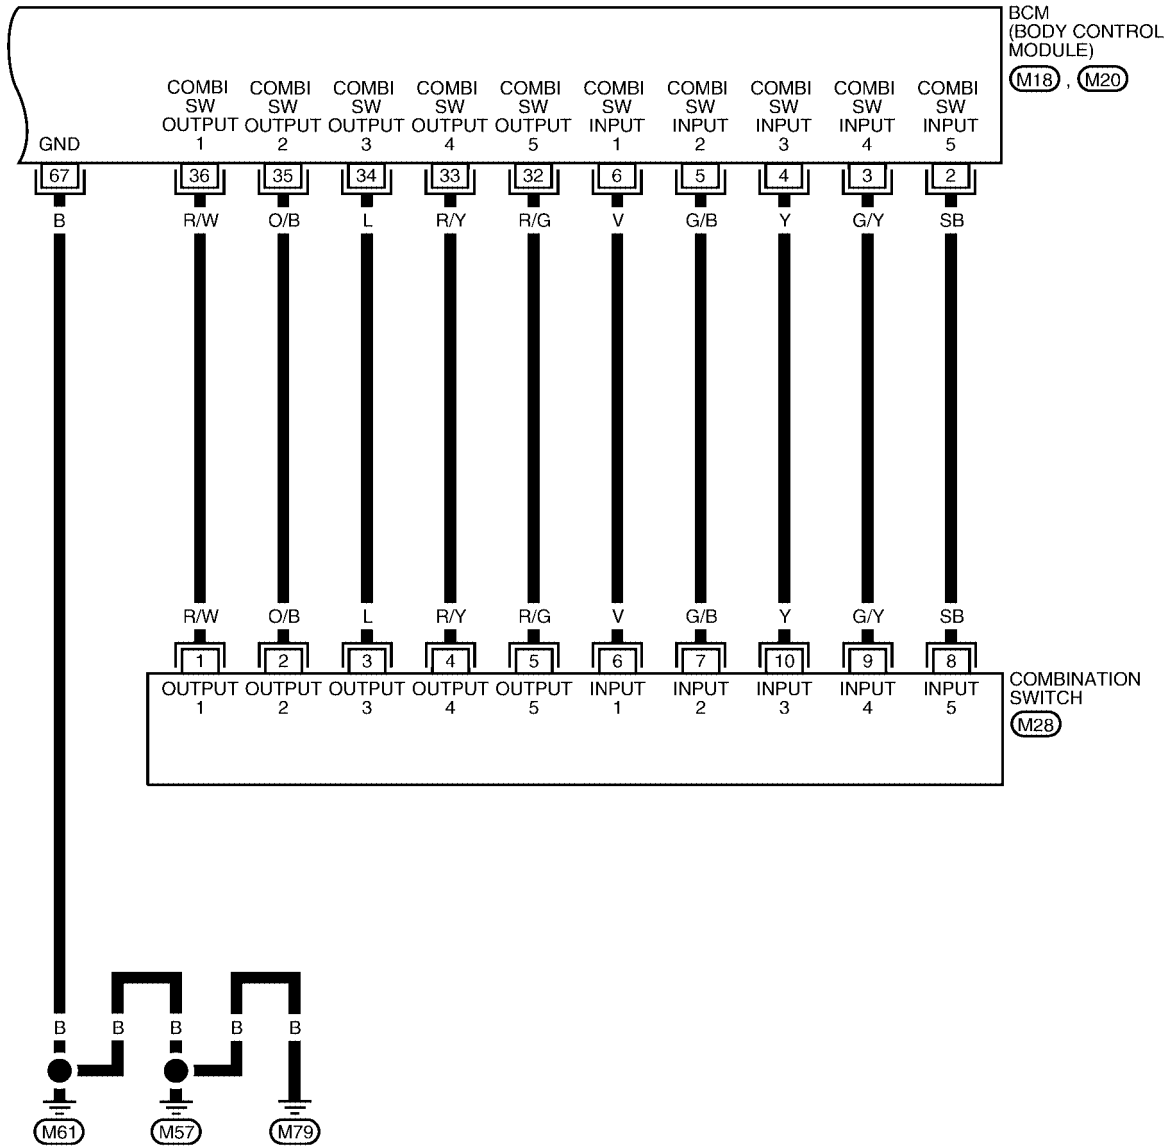 BCM
(BODY CONTROL
MODULE)
M18 , M20
COMBI COMBI COMBI COMBI COMBI COMBI COMBI COMBI COMBI COMBI
SW SW SW SW SW SW SW SW SW SW
OUTPUT OUTPUT OUTPUT OUTPUT OUTPUT INPUT INPUT INPUT INPUT INPUT
GND 1 2 3 4 5 1 2 3 4 5
67 36 35 34 33 32 6 5 4 3 2
B R/W O/B L R/Y R/G V G/B Y G/Y SB
R/W O/B L R/Y R/G V G/B Y G/Y SB
1 2 3 4 5 6 7 10 9 8
OUTPUT OUTPUT OUTPUT OUTPUT OUTPUT INPUT INPUT INPUT INPUT INPUT
1 2 3 4 5 1 2 3 4 5
COMBINATION
SWITCH
M28
B B B B B
M61 M57 M79